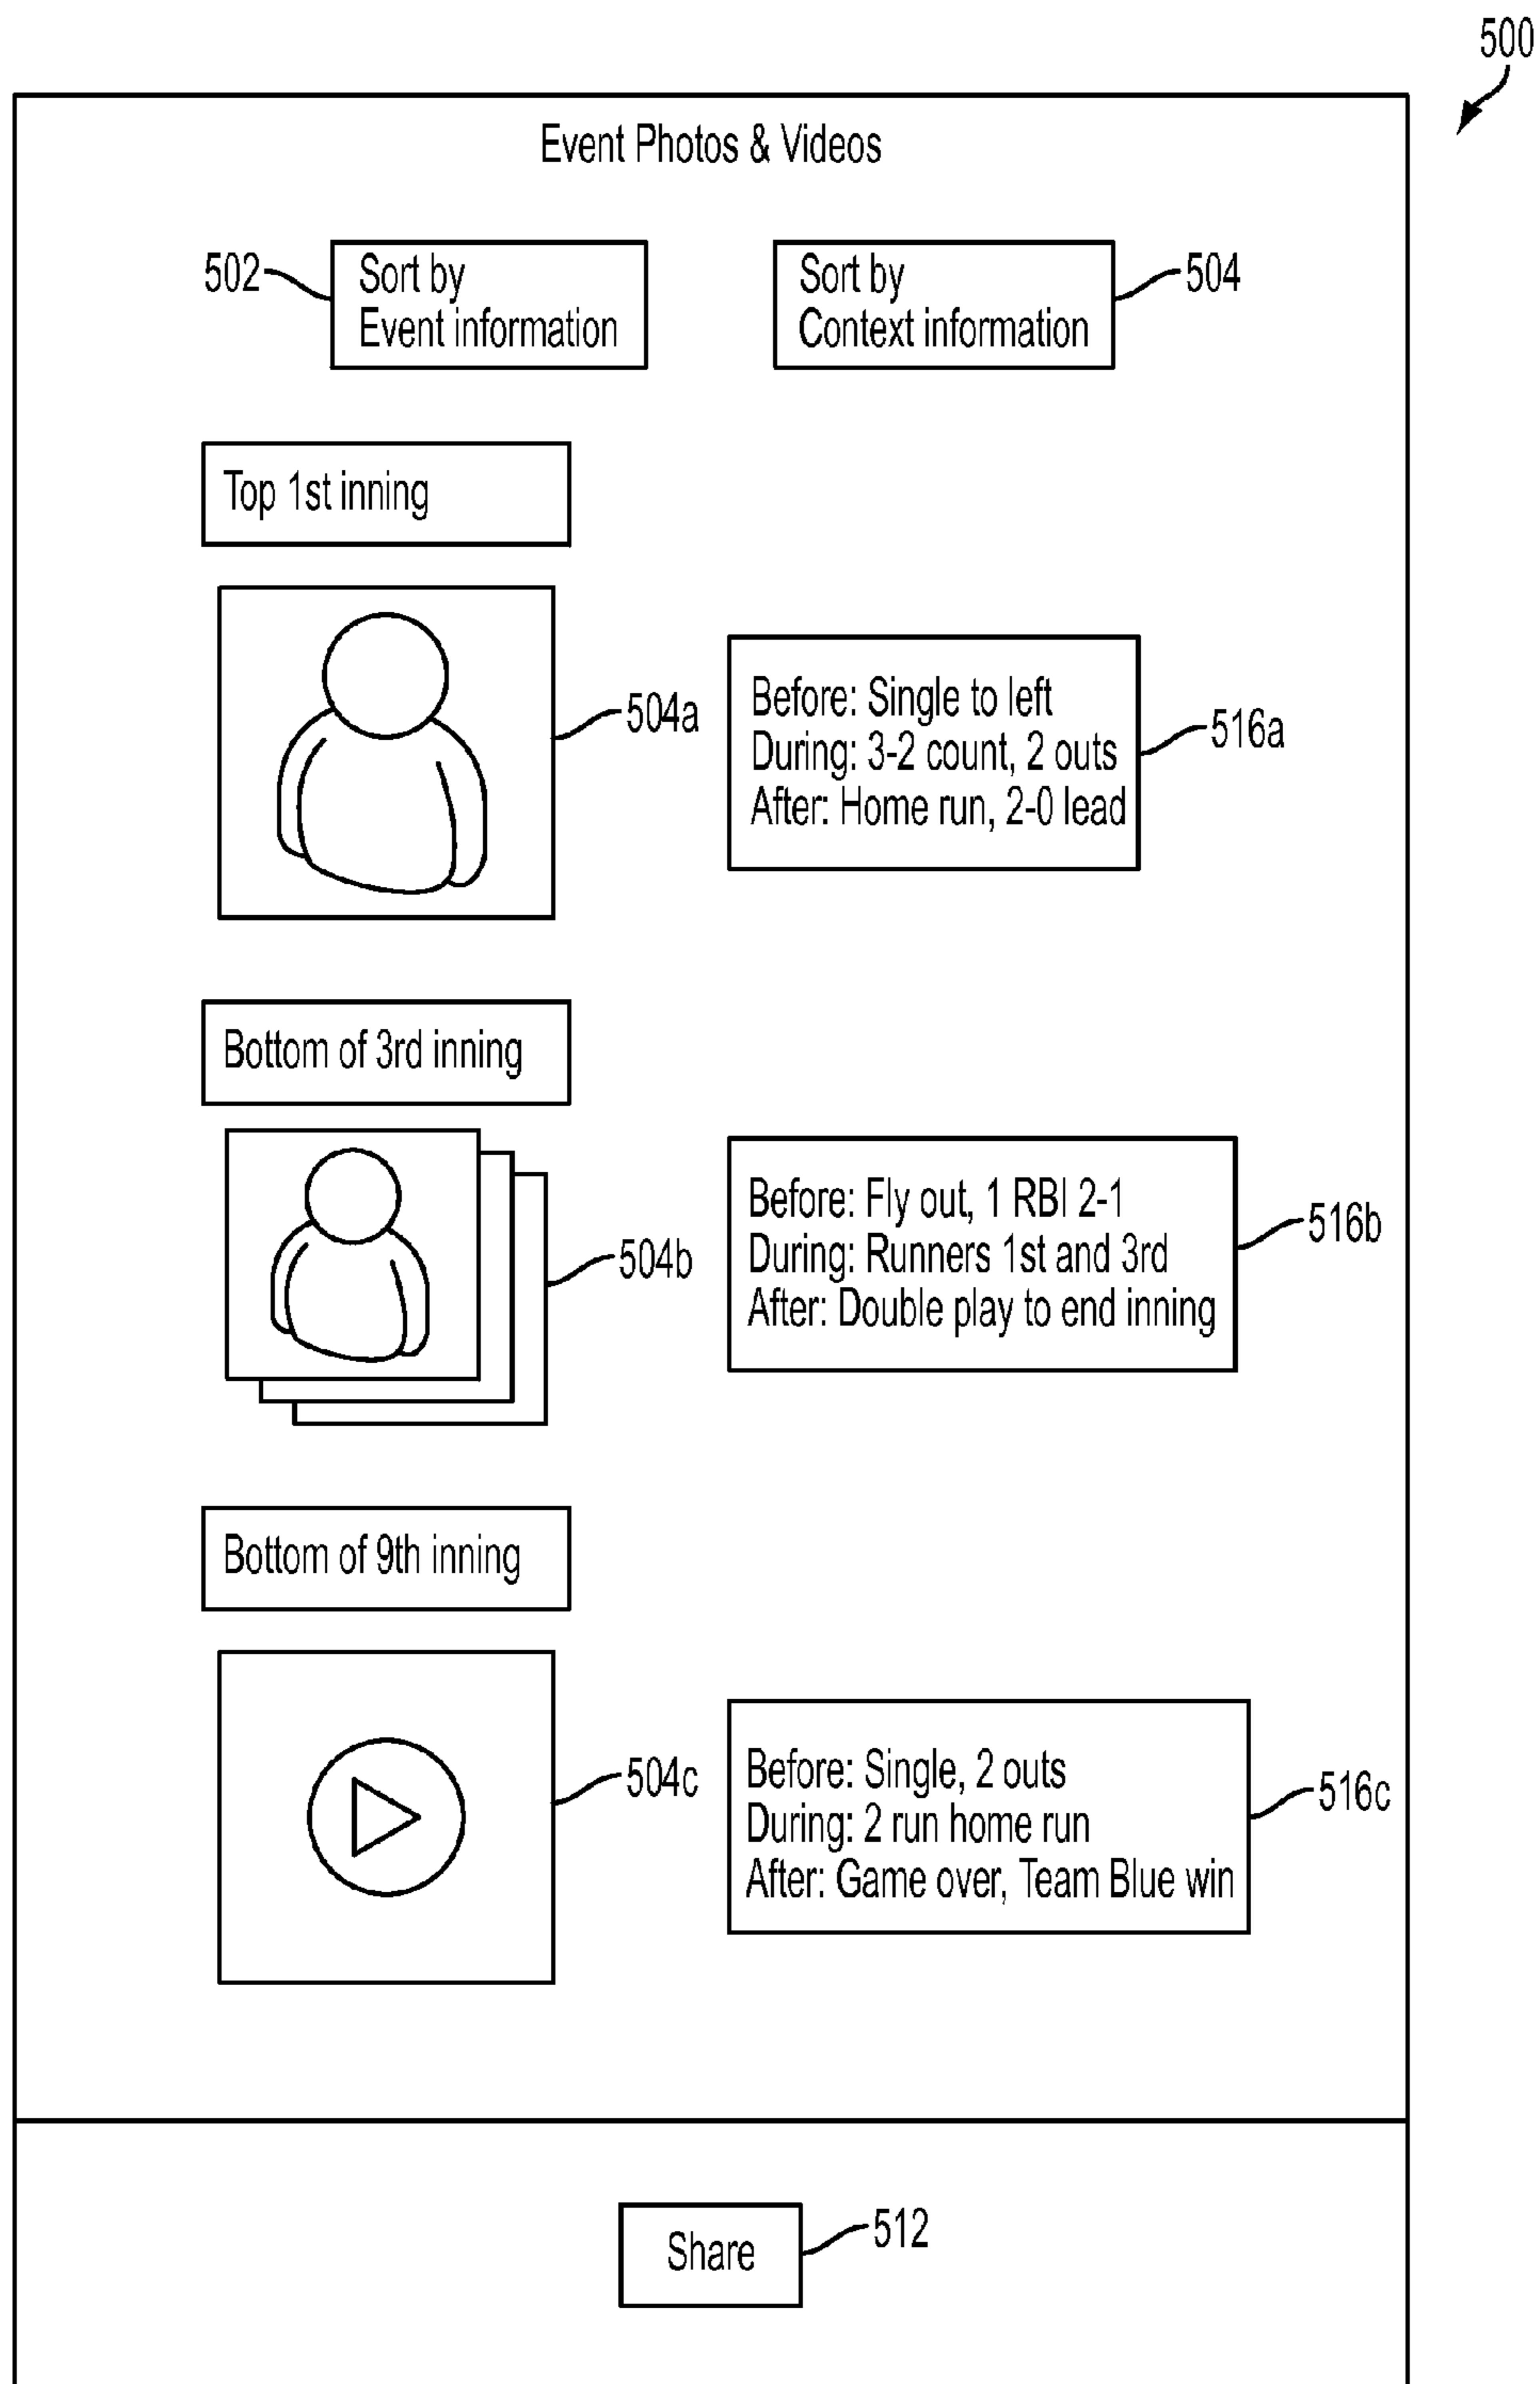 500
Event Photos & Videos
502
Sort by
Event information
Sort by
Context information
504
Top 1st inning
504a
Before: Single to left
During: 3-2 count, 2 outs
After: Home run, 2-0 lead
516a
Bottom of 3rd inning
504b
Before: Fly out, 1 RBI 2-1
During: Runners 1st and 3rd
After: Double play to end inning
516b
Bottom of 9th inning
504c
Before: Single, 2 outs
During: 2 run home run
After: Game over, Team Blue win
516c
Share
512